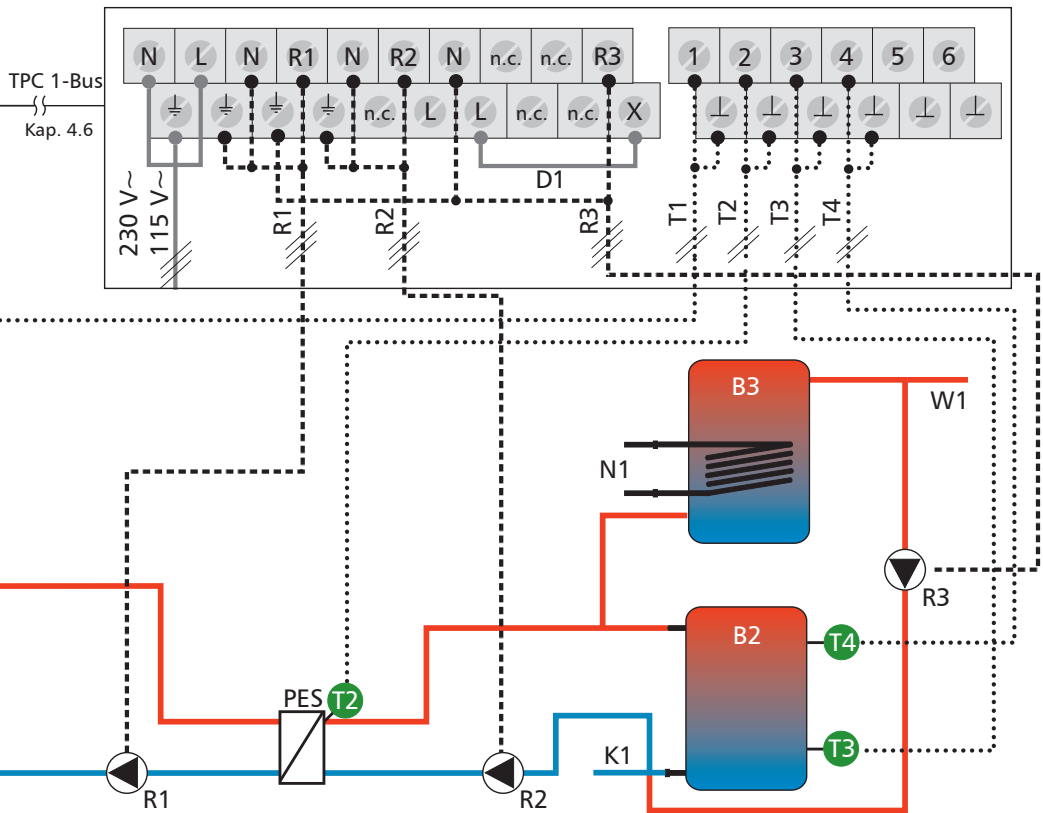 N L N R1 N R2 N n.c. n.c. R3 1 2 3 4 5 6
TPC 1-Bus
Kap. 4.6
n.c. L L n.c. n.c. X
D1
230 V~
115 V~
R1
R2
R3
T1
T2
T3
T4
B3
W1
N1
R3
B2
T4
PES T2
T3
K1
R1
R2